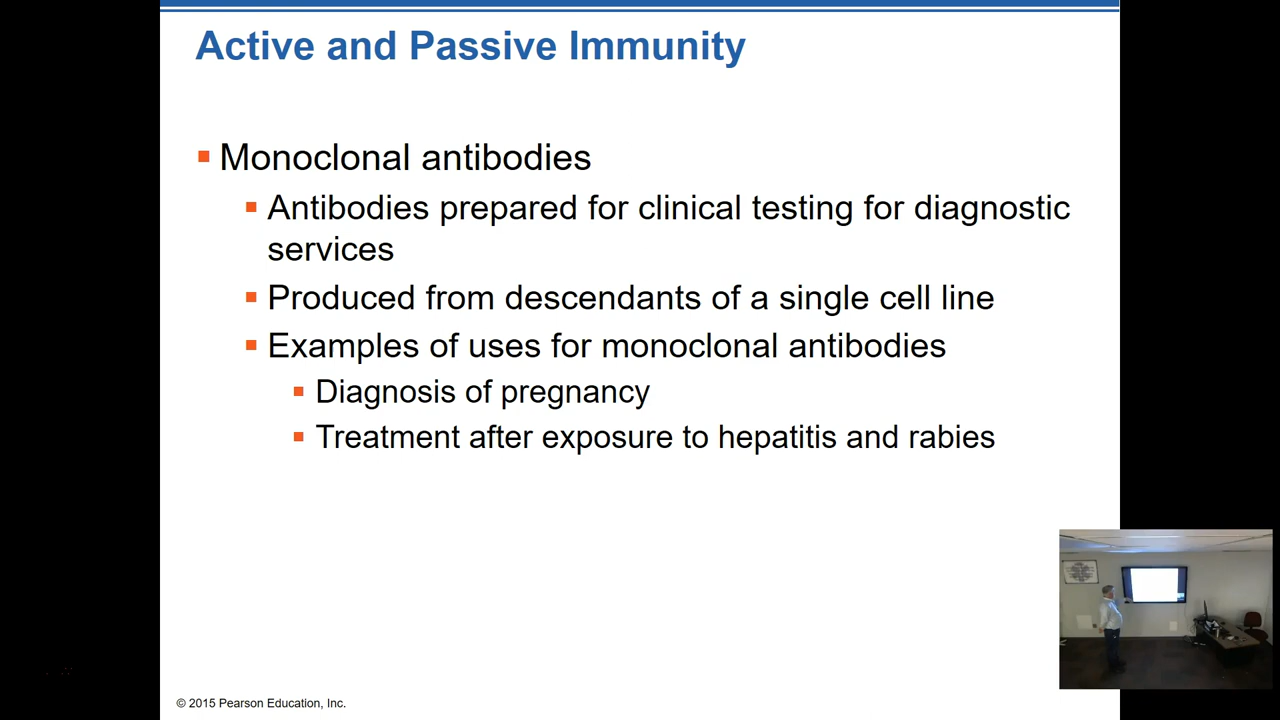 Active and Passive Immunity
Monoclonal antibodies
Antibodies prepared for clinical testing for diagnostic
services
Produced from descendants of a single cell line
Examples of uses for monoclonal antibodies
Diagnosis of pregnancy
Treatment after exposure to hepatitis and rabies
© 2015 Pearson Education, Inc.